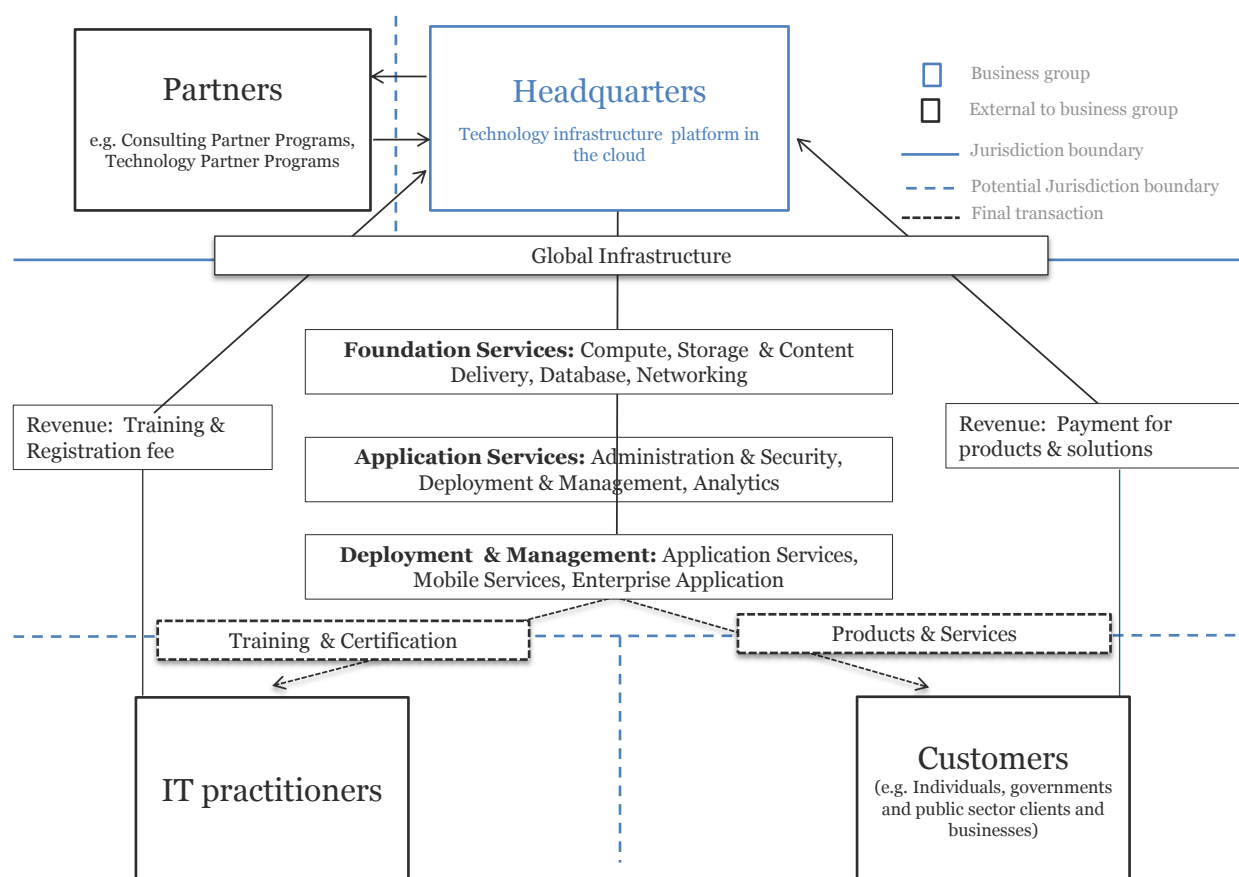 Partners
e.g. Consulting Partner Programs,
Technology Partner Programs
Headquarters
Technology infrastructure platform in
the cloud
Business group
External to business group
Jurisdiction boundary
Potential Jurisdiction boundary
Final transaction
Global Infrastructure
Foundation Services: Compute, Storage & Content
Delivery, Database, Networking
Revenue: Training &
Registration fee
Revenue: Payment for
products & solutions
Application Services: Administration & Security,
Deployment & Management, Analytics
Deployment & Management: Application Services,
Mobile Services, Enterprise Application
Training & Certification
Products & Services
IT practitioners
Customers
(e.g. Individuals, governments
and public sector clients and
businesses)